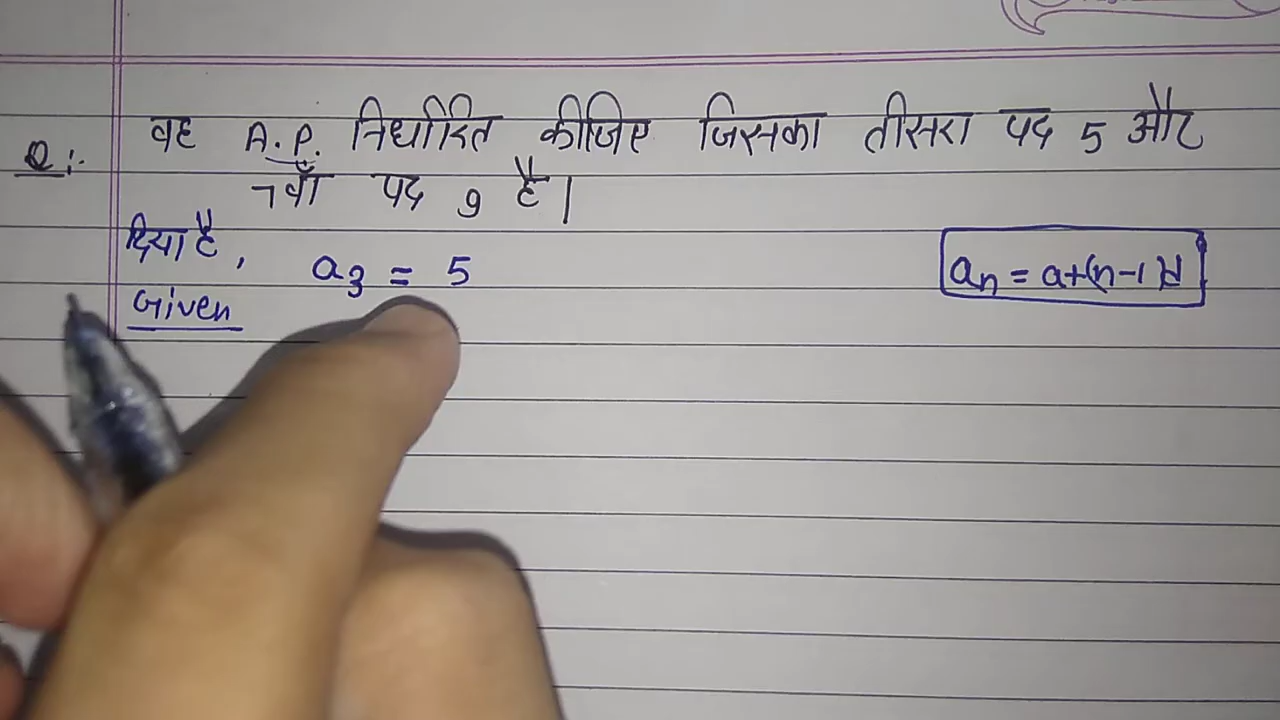 Q:- वह A.P. निर्धारित कीजिए जिसका तीसरा पद 5 और
7वाँ पद 9 है।
दिया है, a₃ = 5
Given
aₙ = a+(n-1)d